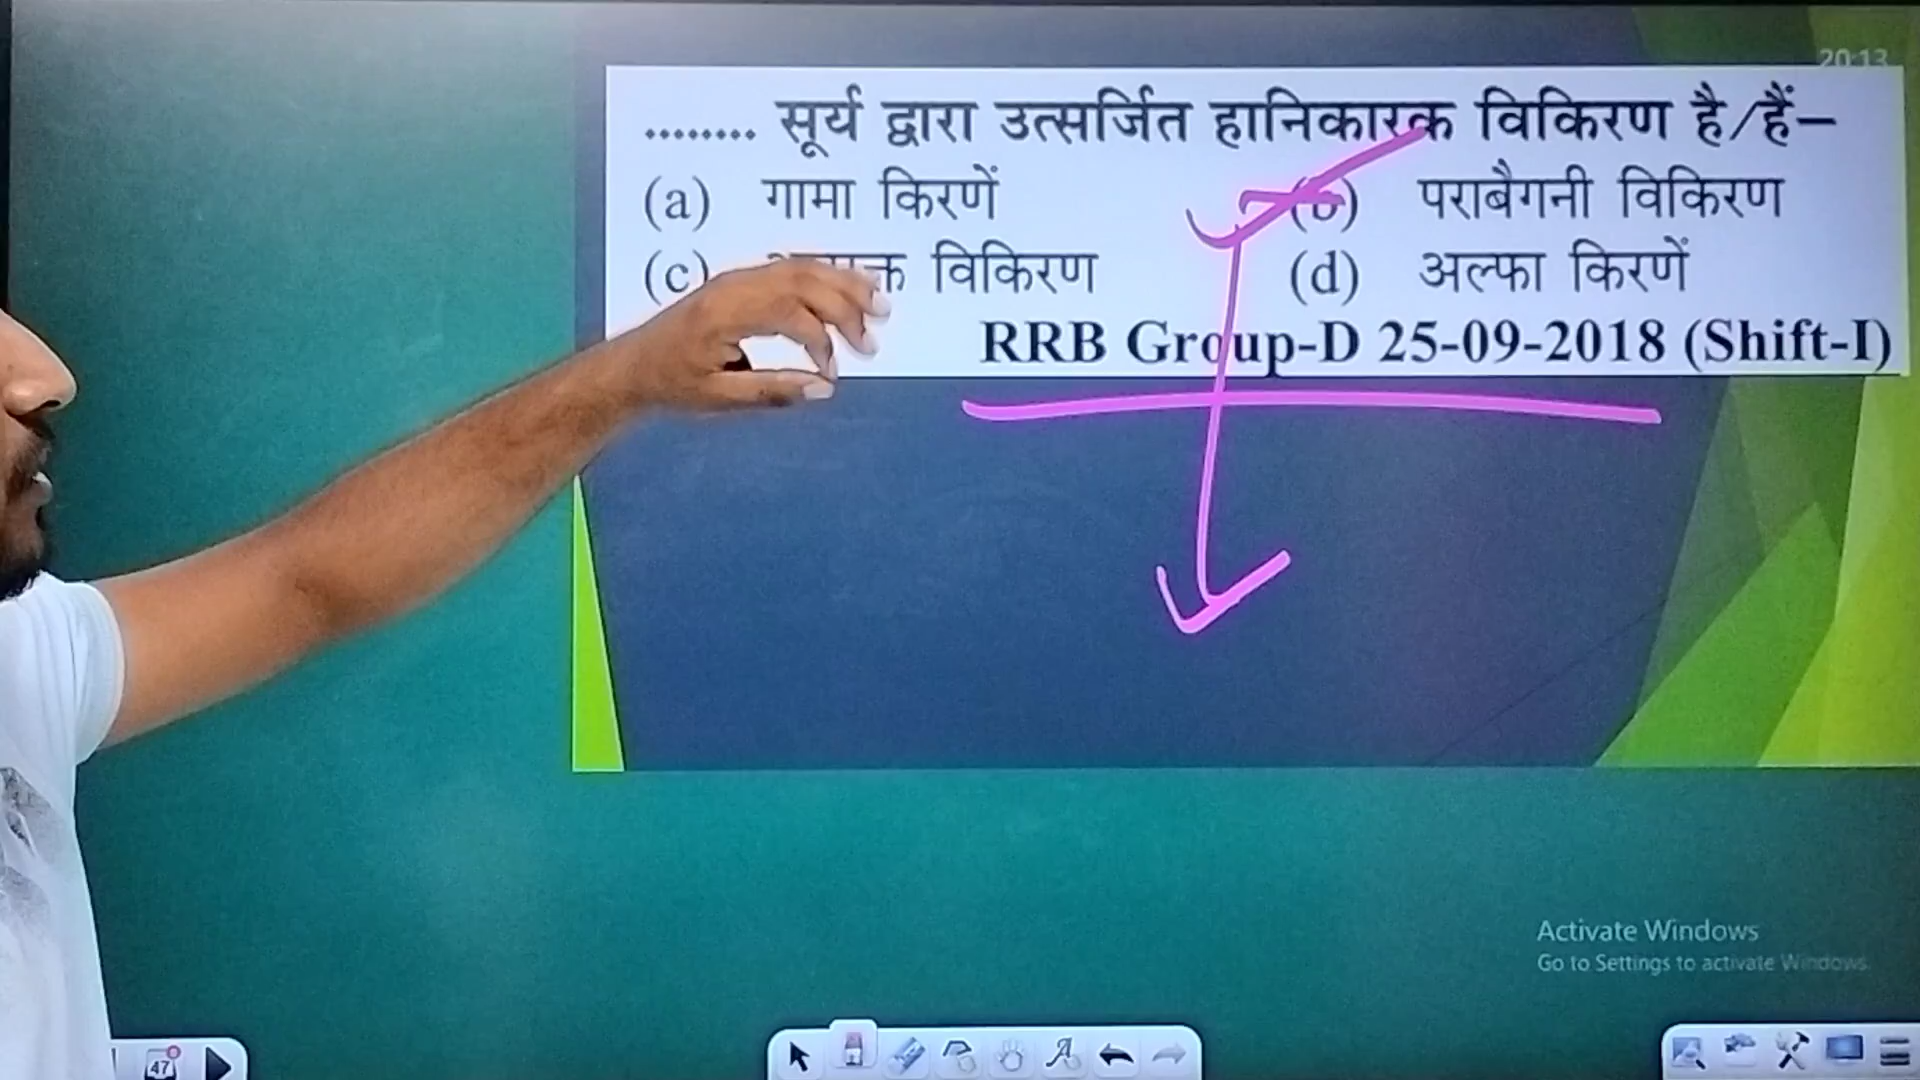 20:13
........ सूर्य द्वारा उत्सर्जित हानिकारक विकिरण है/हैं–
(a) गामा किरणें (b) पराबैगनी विकिरण
(c) विकिरण (d) अल्फा किरणें
RRB Group-D 25-09-2018 (Shift-I)
Activate Windows
Go to Settings to activate Windows.
47